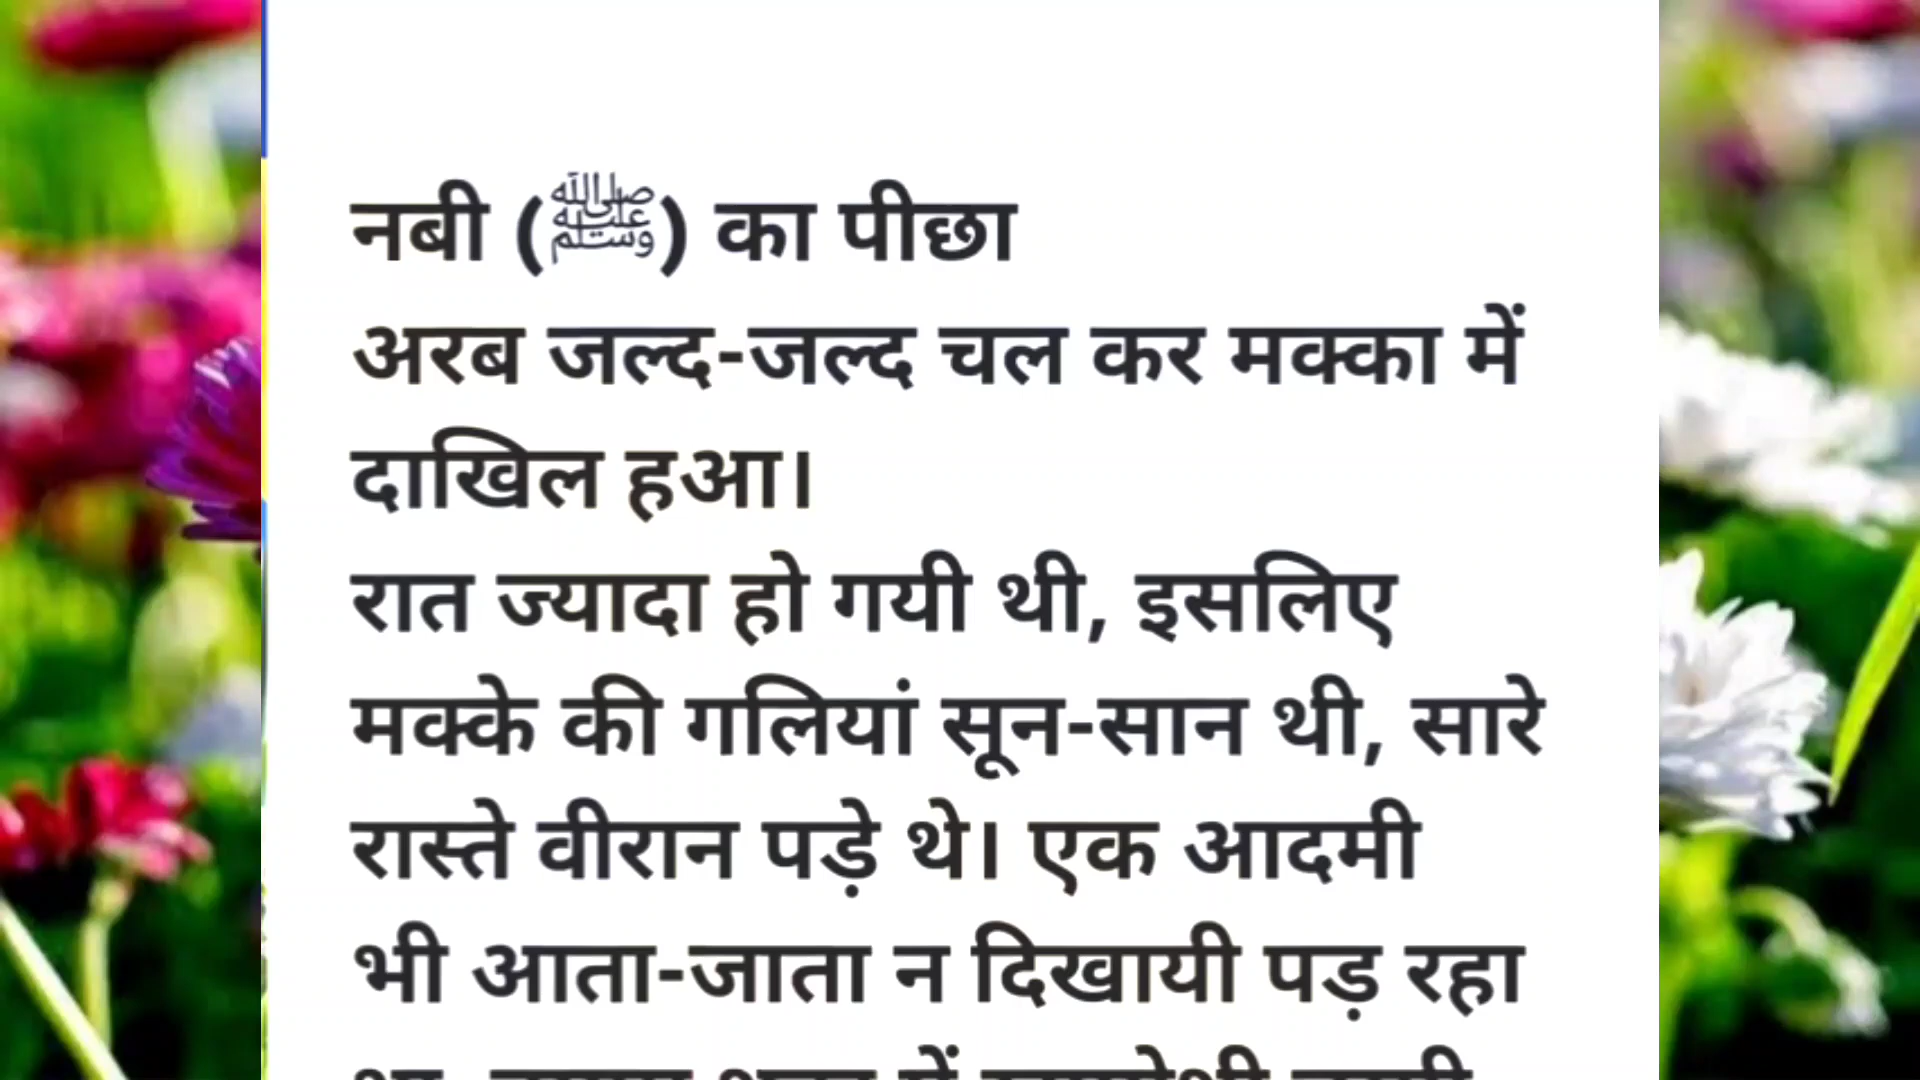 नबी (ﷺ) का पीछा
अरब जल्द-जल्द चल कर मक्का में
दाखिल हआ।
रात ज्यादा हो गयी थी, इसलिए
मक्के की गलियां सून-सान थी, सारे
रास्ते वीरान पड़े थे। एक आदमी
भी आता-जाता न दिखायी पड़ रहा